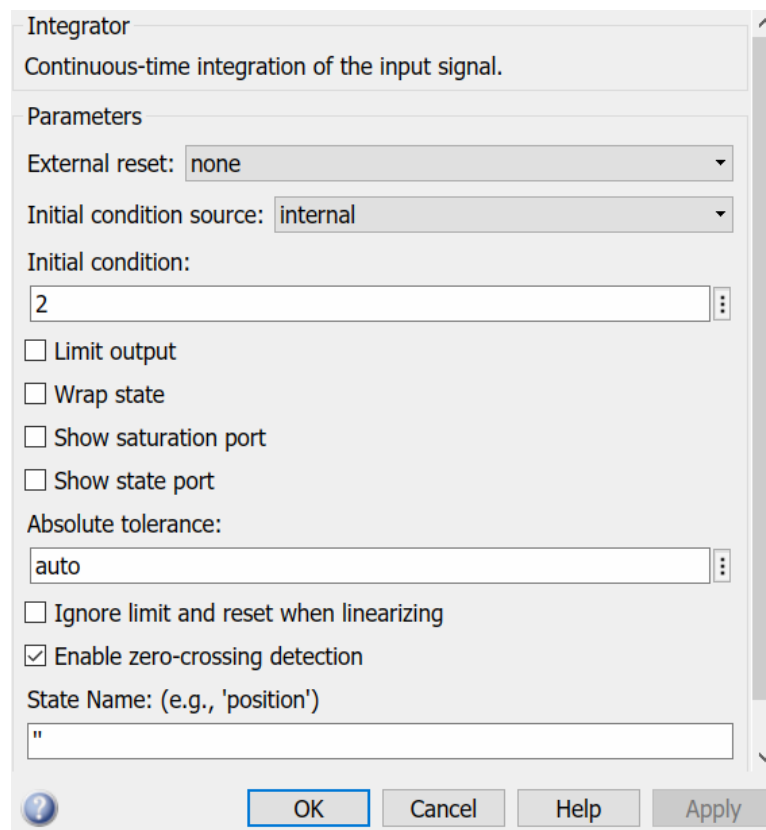 Integrator
Continuous-time integration of the input signal.
Parameters
External reset: none
Initial condition source: internal
Initial condition:
2
Limit output
Wrap state
Show saturation port
Show state port
Absolute tolerance:
auto
Ignore limit and reset when linearizing
Enable zero-crossing detection
State Name: (e.g., 'position')
''
OK Cancel Help Apply